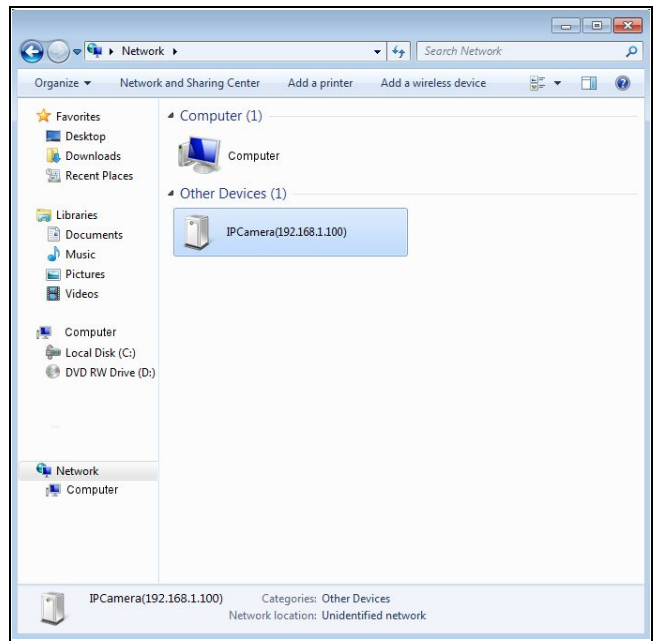 Network
Search Network
Organize
Network and Sharing Center
Add a printer
Add a wireless device
Favorites
Desktop
Downloads
Recent Places
Libraries
Documents
Music
Pictures
Videos
Computer
Local Disk (C:)
DVD RW Drive (D:)
Network
Computer
Computer (1)
Computer
Other Devices (1)
IPCamera(192.168.1.100)
IPCamera(192.168.1.100)
Categories: Other Devices
Network location: Unidentified network